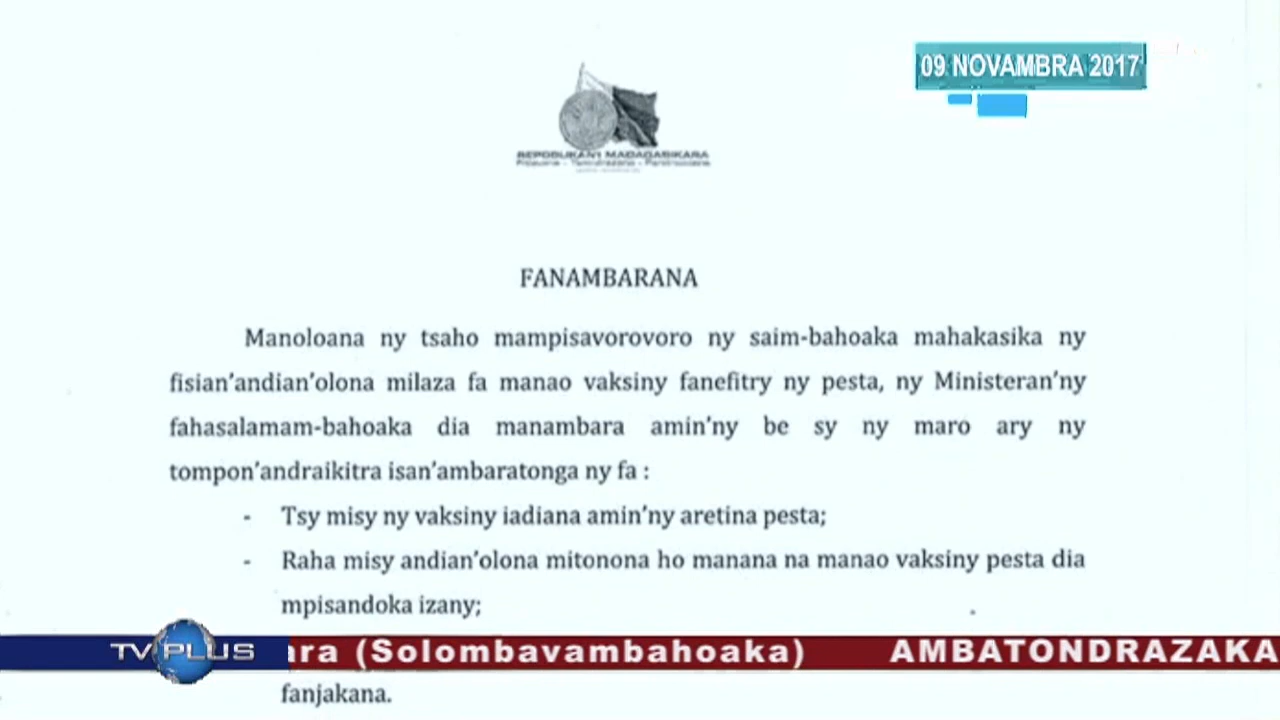 09 NOVAMBRA 2017
REPOBLIKAN'I MADAGASIKARA
FANAMBARANA
Manoloana ny tsaho mampisavorovoro ny saim-bahoaka mahakasika ny
fisian'andian'olona milaza fa manao vaksiny fanefitry ny pesta, ny Ministeran'ny
fahasalamam-bahoaka dia manambara amin'ny be sy ny maro ary ny
tompon'andraikitra isan'ambaratonga ny fa :
- Tsy misy ny vaksiny iadiana amin'ny aretina pesta;
- Raha misy andian'olona mitonona ho manana na manao vaksiny pesta dia
mpisandoka izany;
TV PLUS ara (Solombavambahoaka) AMBATONDRAZAKA
fanjakana.